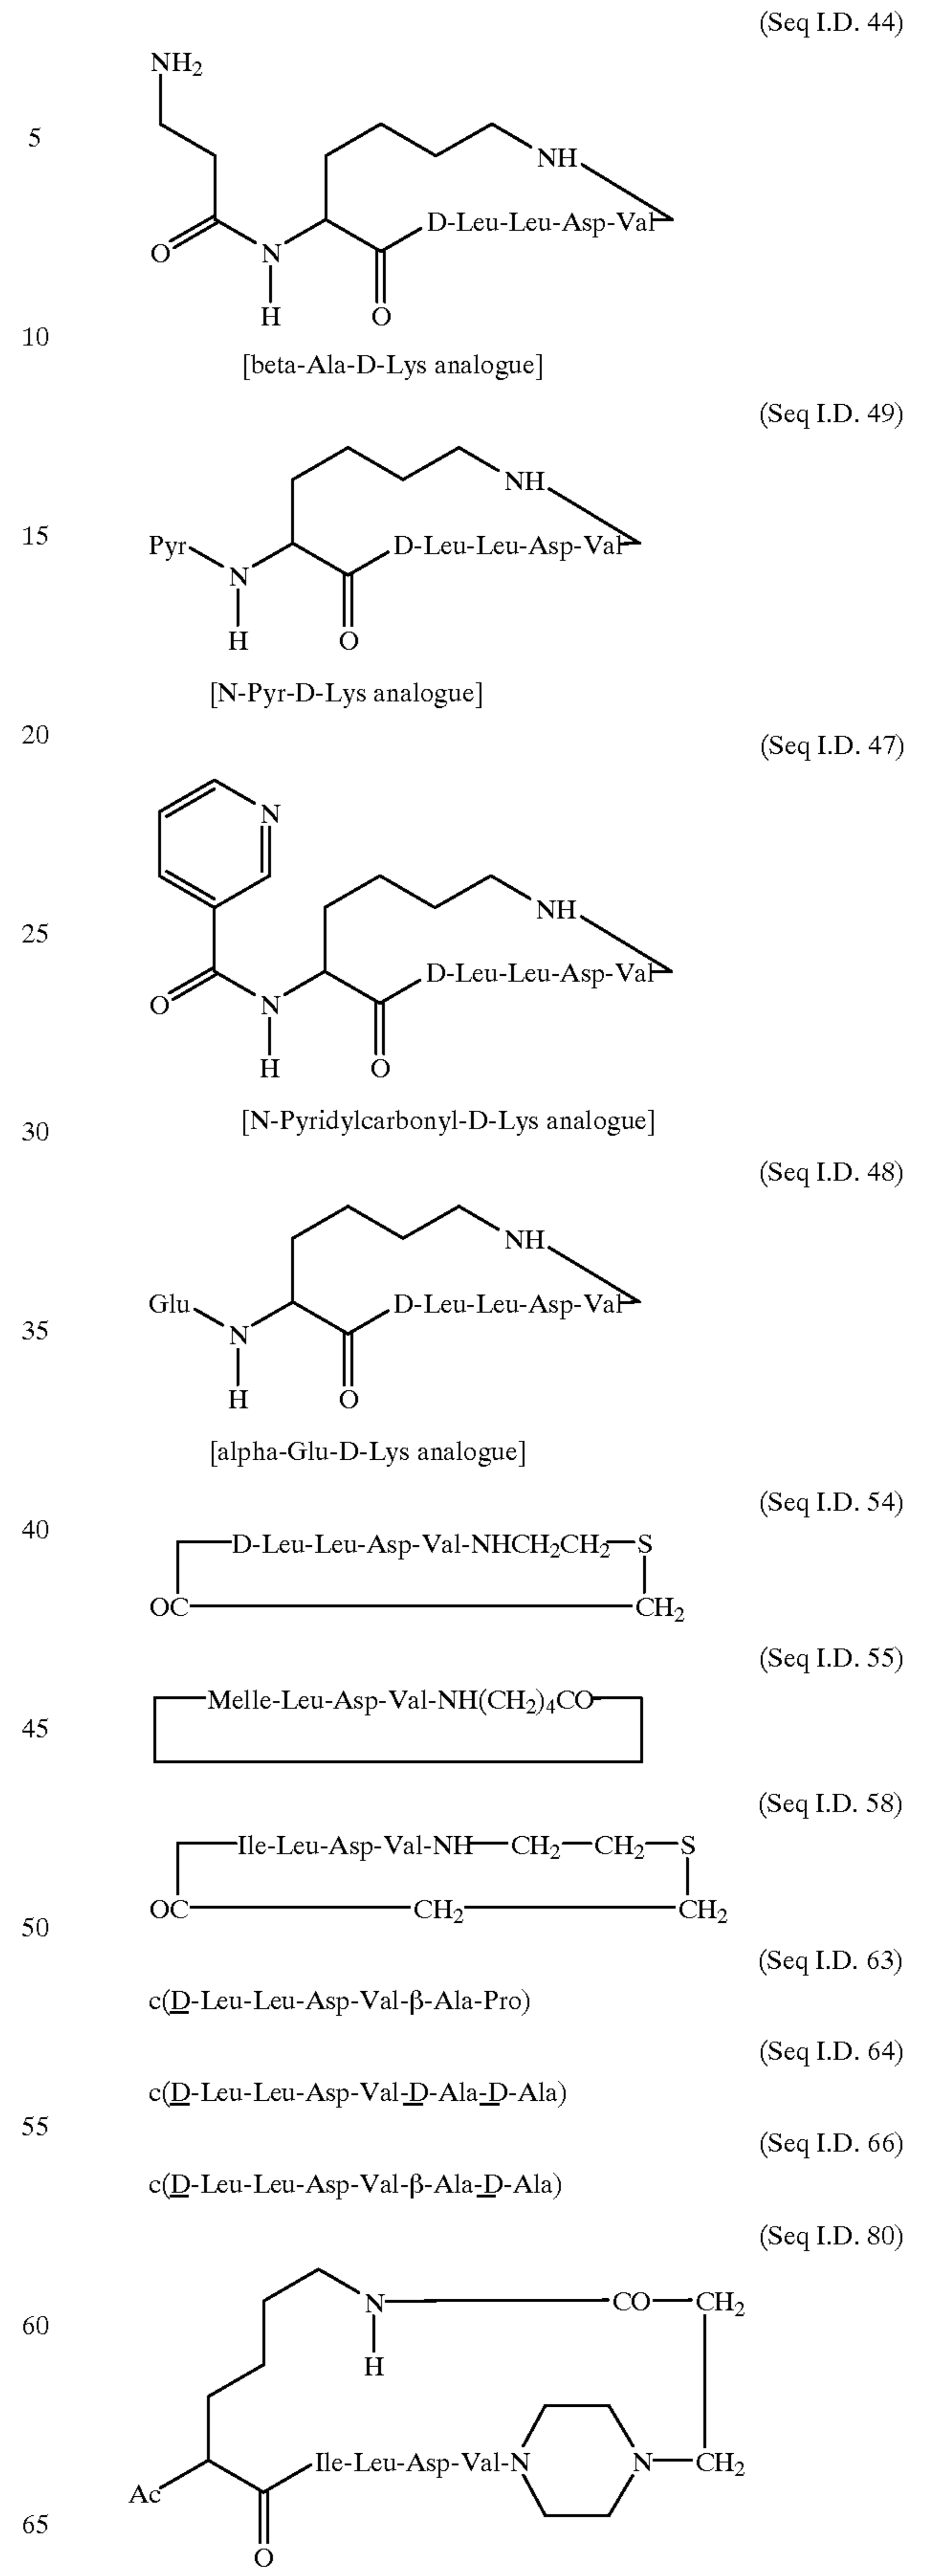 (Seq I.D. 44)
NH2
5
NH
D-Leu-Leu-Asp-Val
O
N
H
O
10
[beta-Ala-D-Lys analogue]
(Seq I.D. 49)
NH
15
Pyr
D-Leu-Leu-Asp-Val
N
H
O
[N-Pyr-D-Lys analogue]
20
(Seq I.D. 47)
N
25
NH
D-Leu-Leu-Asp-Val
O
N
H
O
30
[N-Pyridylcarbonyl-D-Lys analogue]
(Seq I.D. 48)
NH
Glu
D-Leu-Leu-Asp-Val
35
N
H
O
[alpha-Glu-D-Lys analogue]
(Seq I.D. 54)
40
D-Leu-Leu-Asp-Val-NHCH2CH2 S
OC CH2
(Seq I.D. 55)
MeIle-Leu-Asp-Val-NH(CH2)4CO
45
(Seq I.D. 58)
Ile-Leu-Asp-Val-NH CH2 CH2 S
OC CH2 CH2
50
(Seq I.D. 63)
c(D-Leu-Leu-Asp-Val-β-Ala-Pro)
(Seq I.D. 64)
c(D-Leu-Leu-Asp-Val-D-Ala-D-Ala)
55
(Seq I.D. 66)
c(D-Leu-Leu-Asp-Val-β-Ala-D-Ala)
(Seq I.D. 80)
N CO CH2
60
H
Ile-Leu-Asp-Val-N N CH2
Ac
65
O